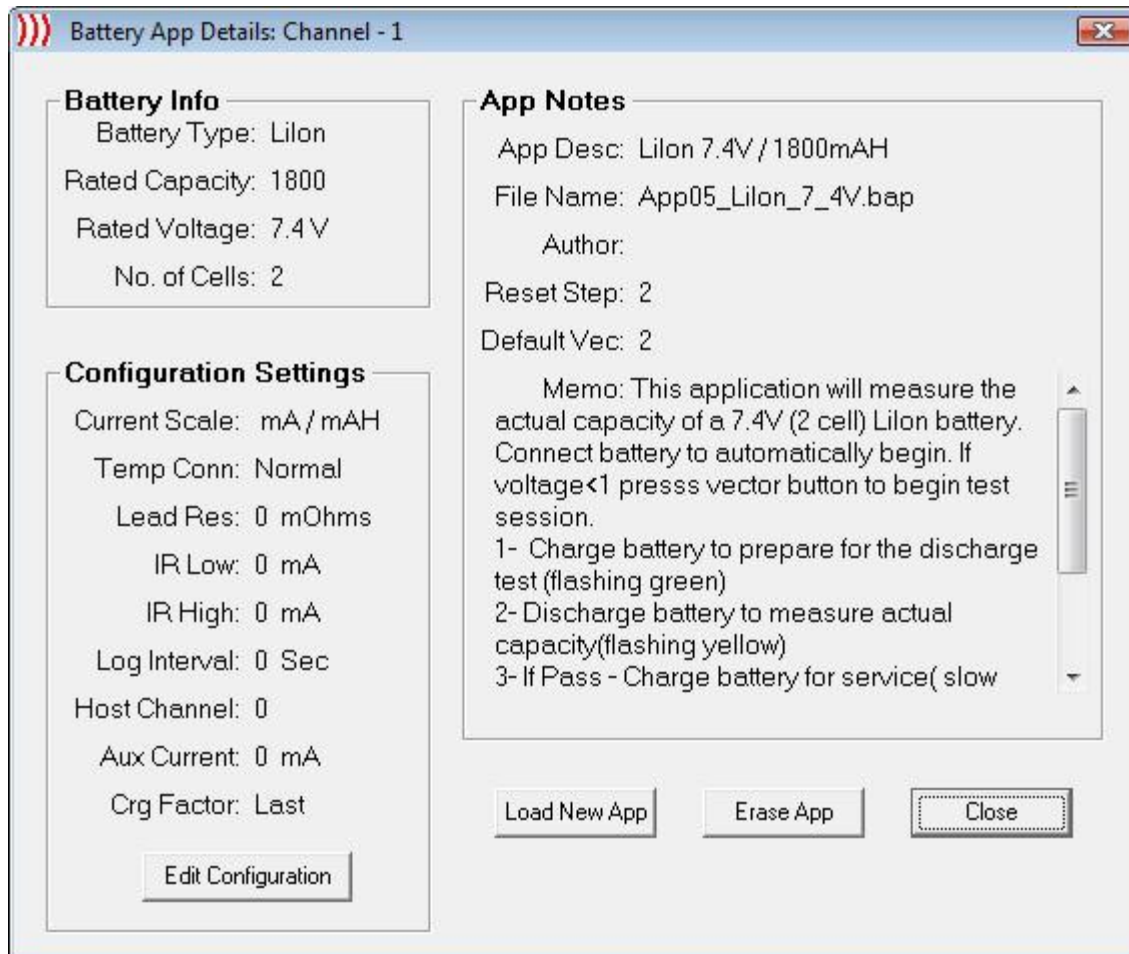 Battery App Details: Channel - 1
Battery Info
Battery Type: LiIon
Rated Capacity: 1800
Rated Voltage: 7.4 V
No. of Cells: 2
Configuration Settings
Current Scale: mA / mAH
Temp Conn: Normal
Lead Res: 0 mOhms
IR Low: 0 mA
IR High: 0 mA
Log Interval: 0 Sec
Host Channel: 0
Aux Current: 0 mA
Crg Factor: Last
Edit Configuration
App Notes
App Desc: LiIon 7.4V / 1800mAH
File Name: App05_LiIon_7_4V.bap
Author:
Reset Step: 2
Default Vec: 2
Memo: This application will measure the
actual capacity of a 7.4V (2 cell) LiIon battery.
Connect battery to automatically begin. If
voltage<1 presss vector button to begin test
session.
1- Charge battery to prepare for the discharge
test (flashing green)
2- Discharge battery to measure actual
capacity(flashing yellow)
3- If Pass - Charge battery for service( slow
Load New App
Erase App
Close